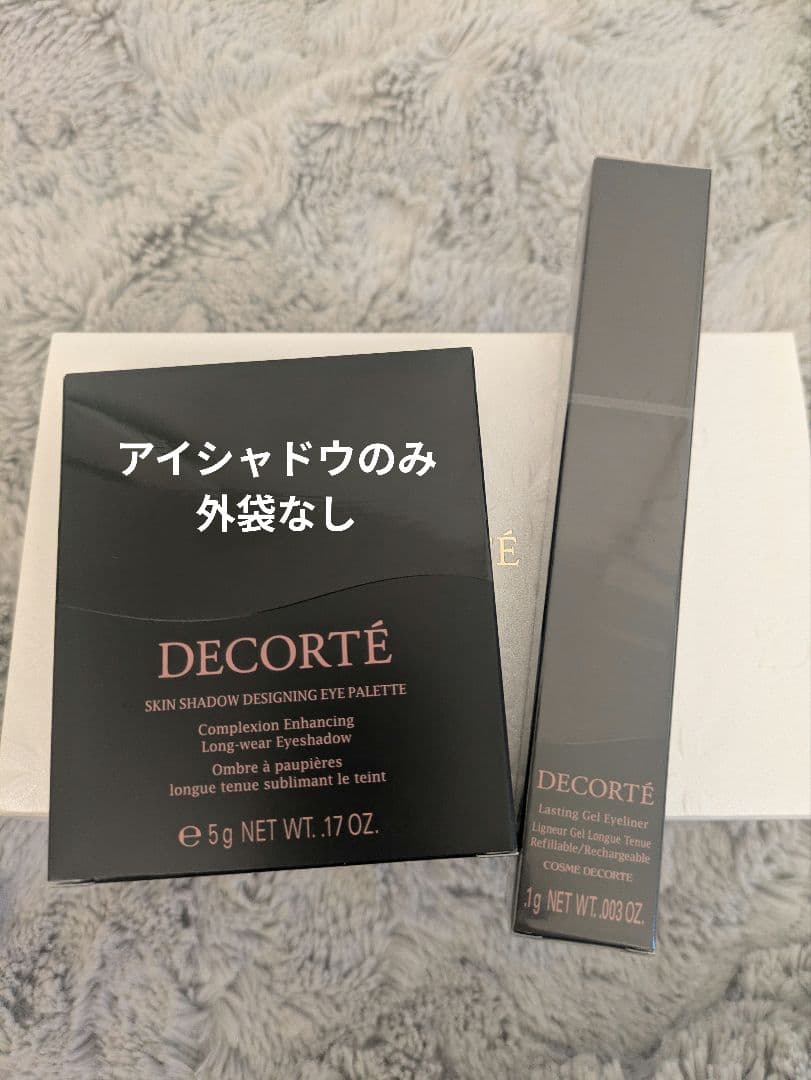 アイシャドウのみ
外袋なし
DECORTÉ
SKIN SHADOW DESIGNING EYE PALETTE
Complexion Enhancing
Long-wear Eyeshadow
Ombre à paupières
longue tenue sublimant le teint
℮ 5g NET WT. .17 OZ.
É
DECORTÉ
Lasting Gel Eyeliner
Ligneur Gel Longue Tenue
Refillable/Rechargeable
COSME DECORTE
.1g NET WT. .003 OZ.